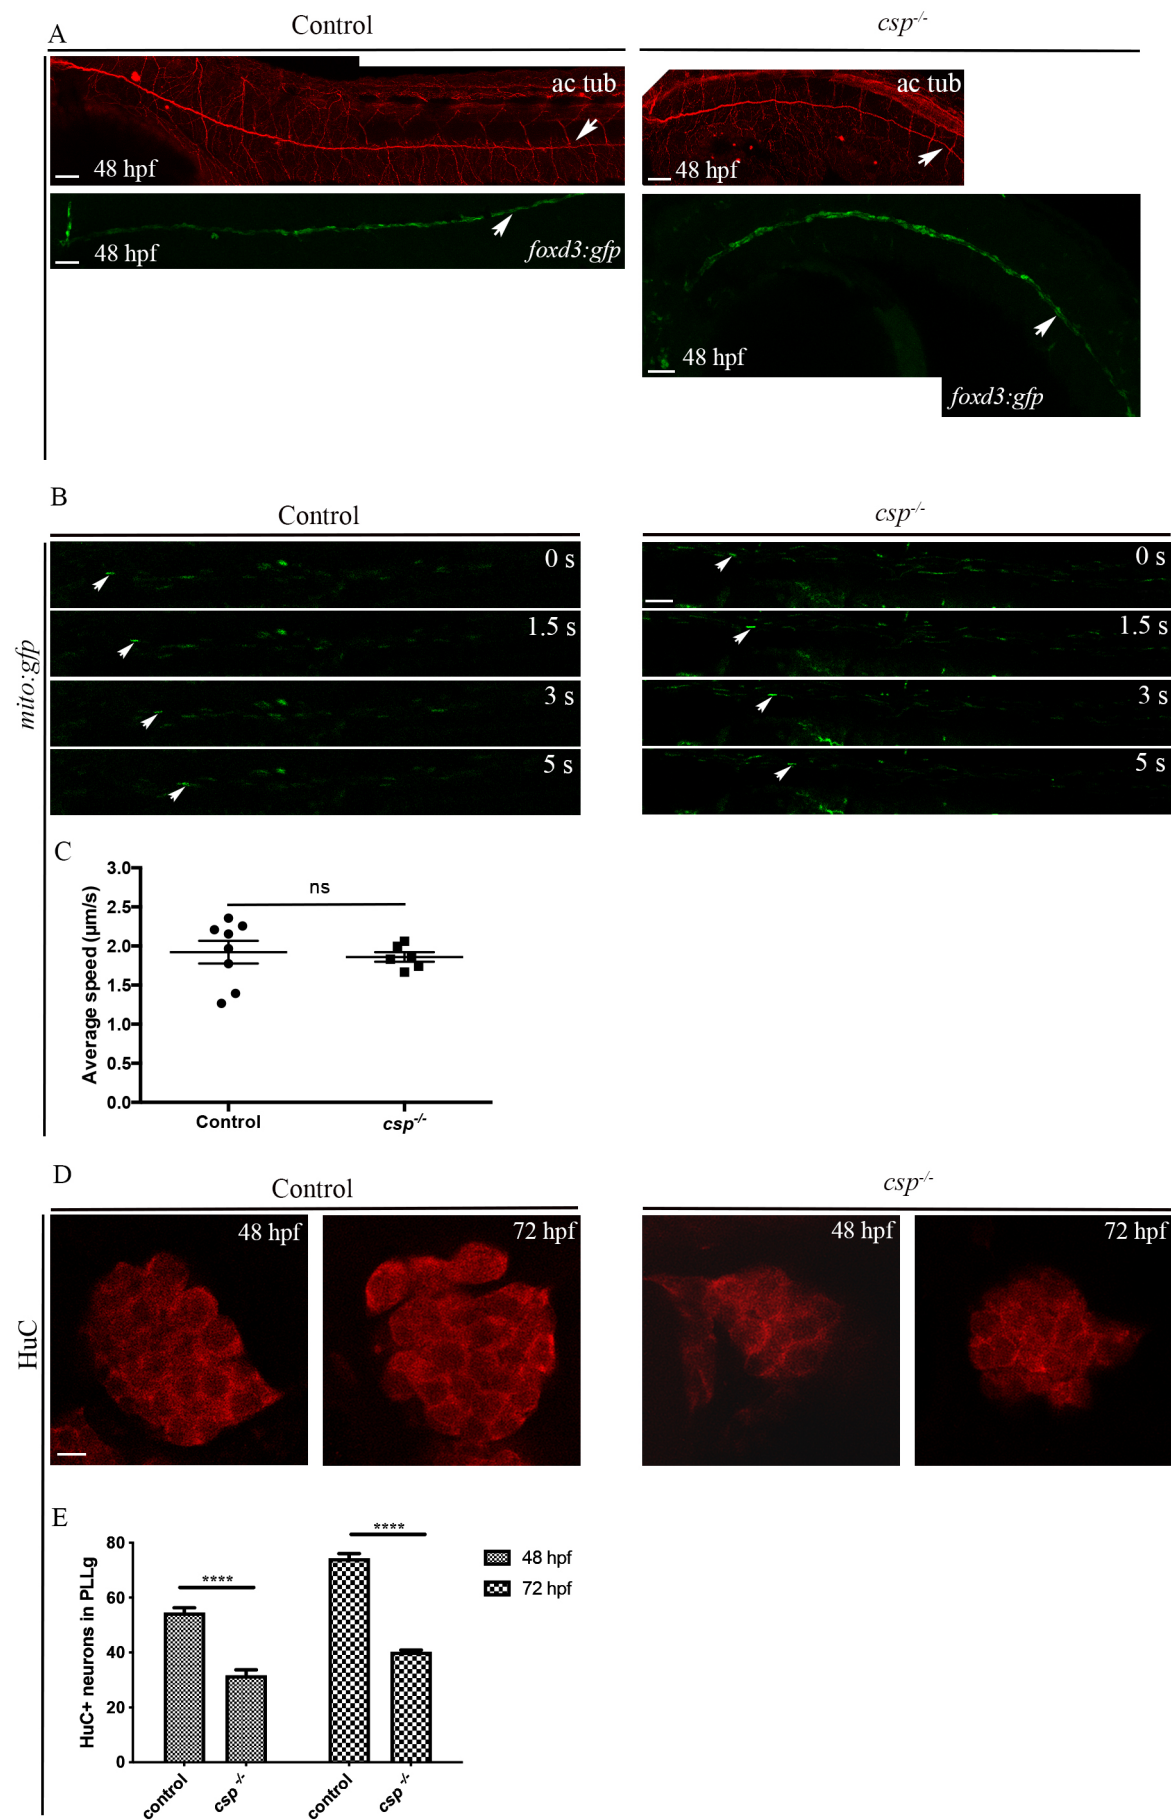 A
Control
csp-/-
ac tub
48 hpf
ac tub
48 hpf
48 hpf
foxd3:gfp
48 hpf
foxd3:gfp
B
Control
csp-/-
mito:gfp
0 s
1.5 s
3 s
5 s
0 s
1.5 s
3 s
5 s
C
Average speed (μm/s)
3.0
2.5
2.0
1.5
1.0
0.5
0.0
ns
Control
csp-/-
D
Control
csp-/-
HuC
48 hpf
72 hpf
48 hpf
72 hpf
E
HuC+ neurons in PLLg
80
60
40
20
0
****
****
48 hpf
72 hpf
control
csp -/-
control
csp -/-